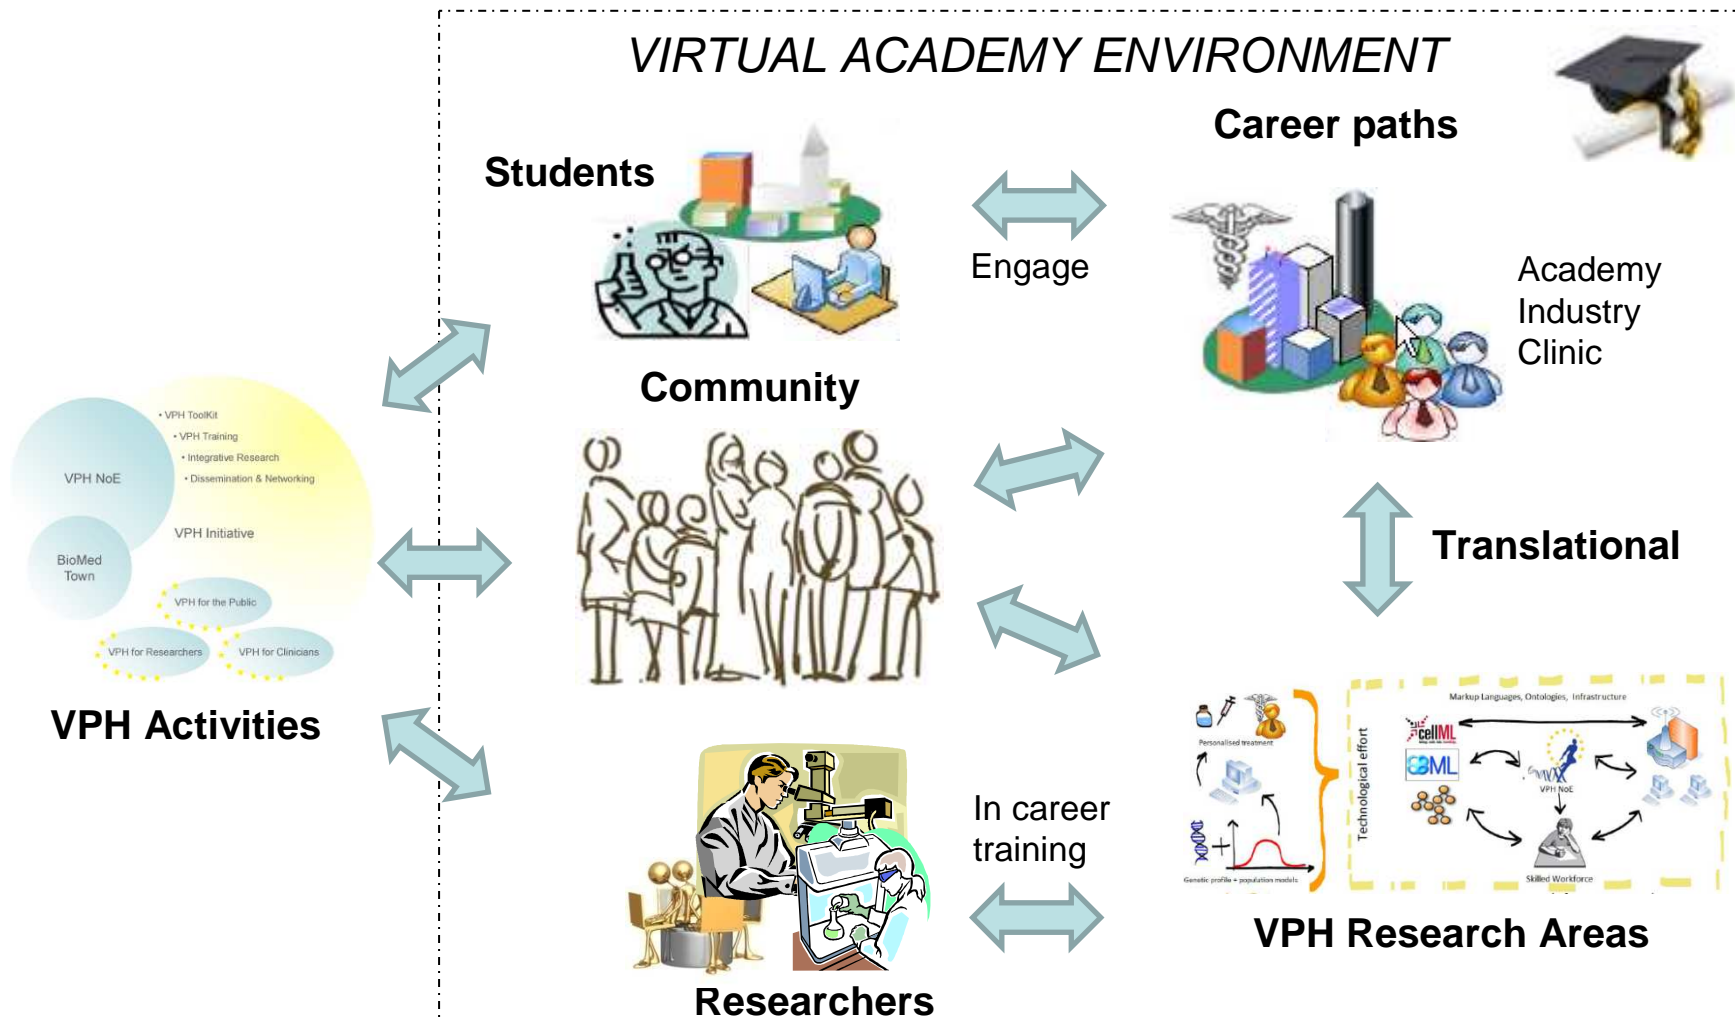 VIRTUAL ACADEMY ENVIRONMENT
Career paths
Students
Engage
Academy
Industry
Clinic
Community
• VPH ToolKit
• VPH Training
• Integrative Research
• Dissemination & Networking
VPH NoE
VPH Initiative
BioMed
Town
VPH for the Public
VPH for Researchers
VPH for Clinicians
VPH Activities
Translational
Personalised treatment
Genetic profile + population models
Markup Languages, Ontologies, Infrastructure
Technological effort
cellML
SBML
VPH NoE
Skilled Workforce
In career
training
VPH Research Areas
Researchers